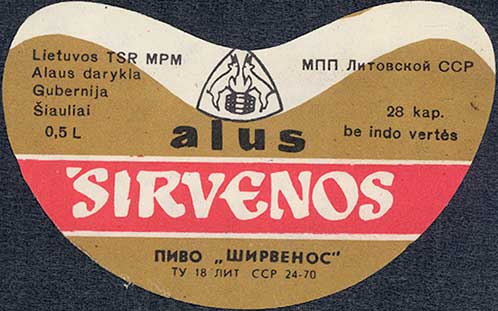 Lietuvos TSR MPM
Alaus darykla
Gubernija
Šiauliai
0,5 L
МПП Литовской ССР
28 kap.
be indo vertės
alus
ŠIRVENOS
ПИВО „ШИРВЕНОС"
ТУ 18 ЛИТ ССР 24-70